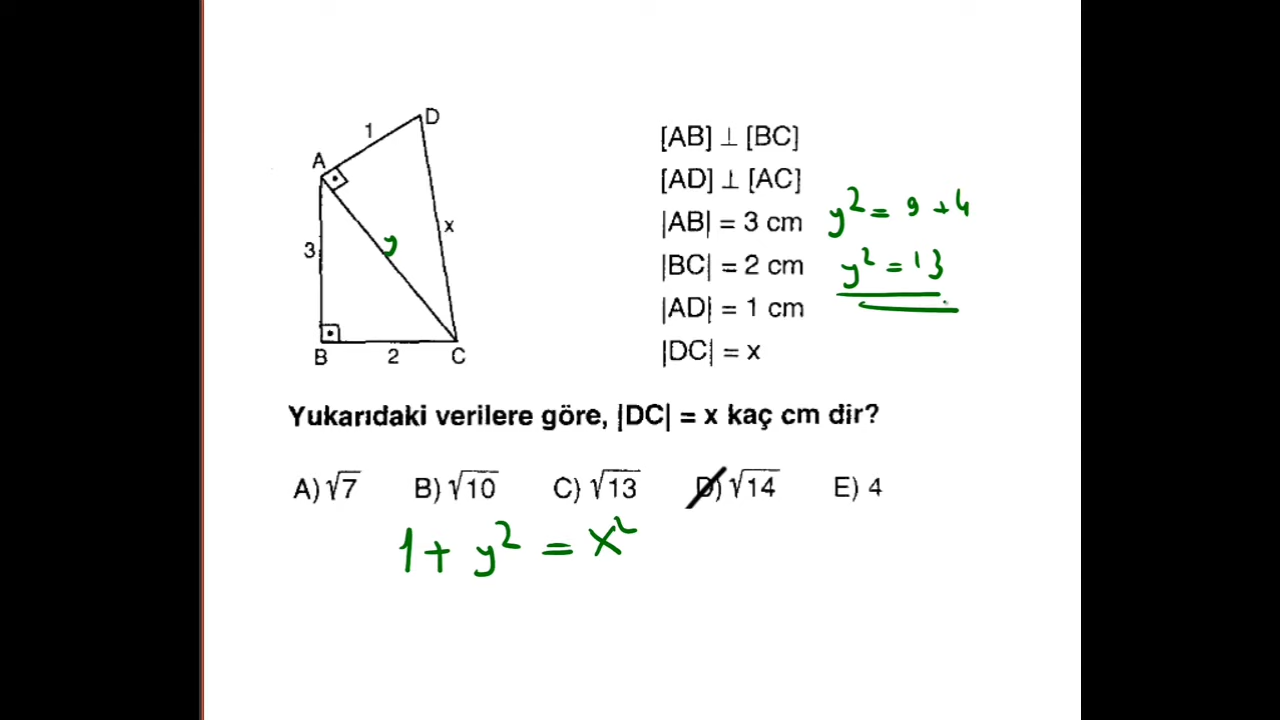 D
1
A
y
x
3
B
2
C
[AB] ⊥ [BC]
[AD] ⊥ [AC]
|AB| = 3 cm
|BC| = 2 cm
|AD| = 1 cm
|DC| = x
y² = 9 + 4
y² = 13
Yukarıdaki verilere göre, |DC| = x kaç cm dir?
A) √7 B) √10 C) √13 D) √14 E) 4
1 + y² = x²